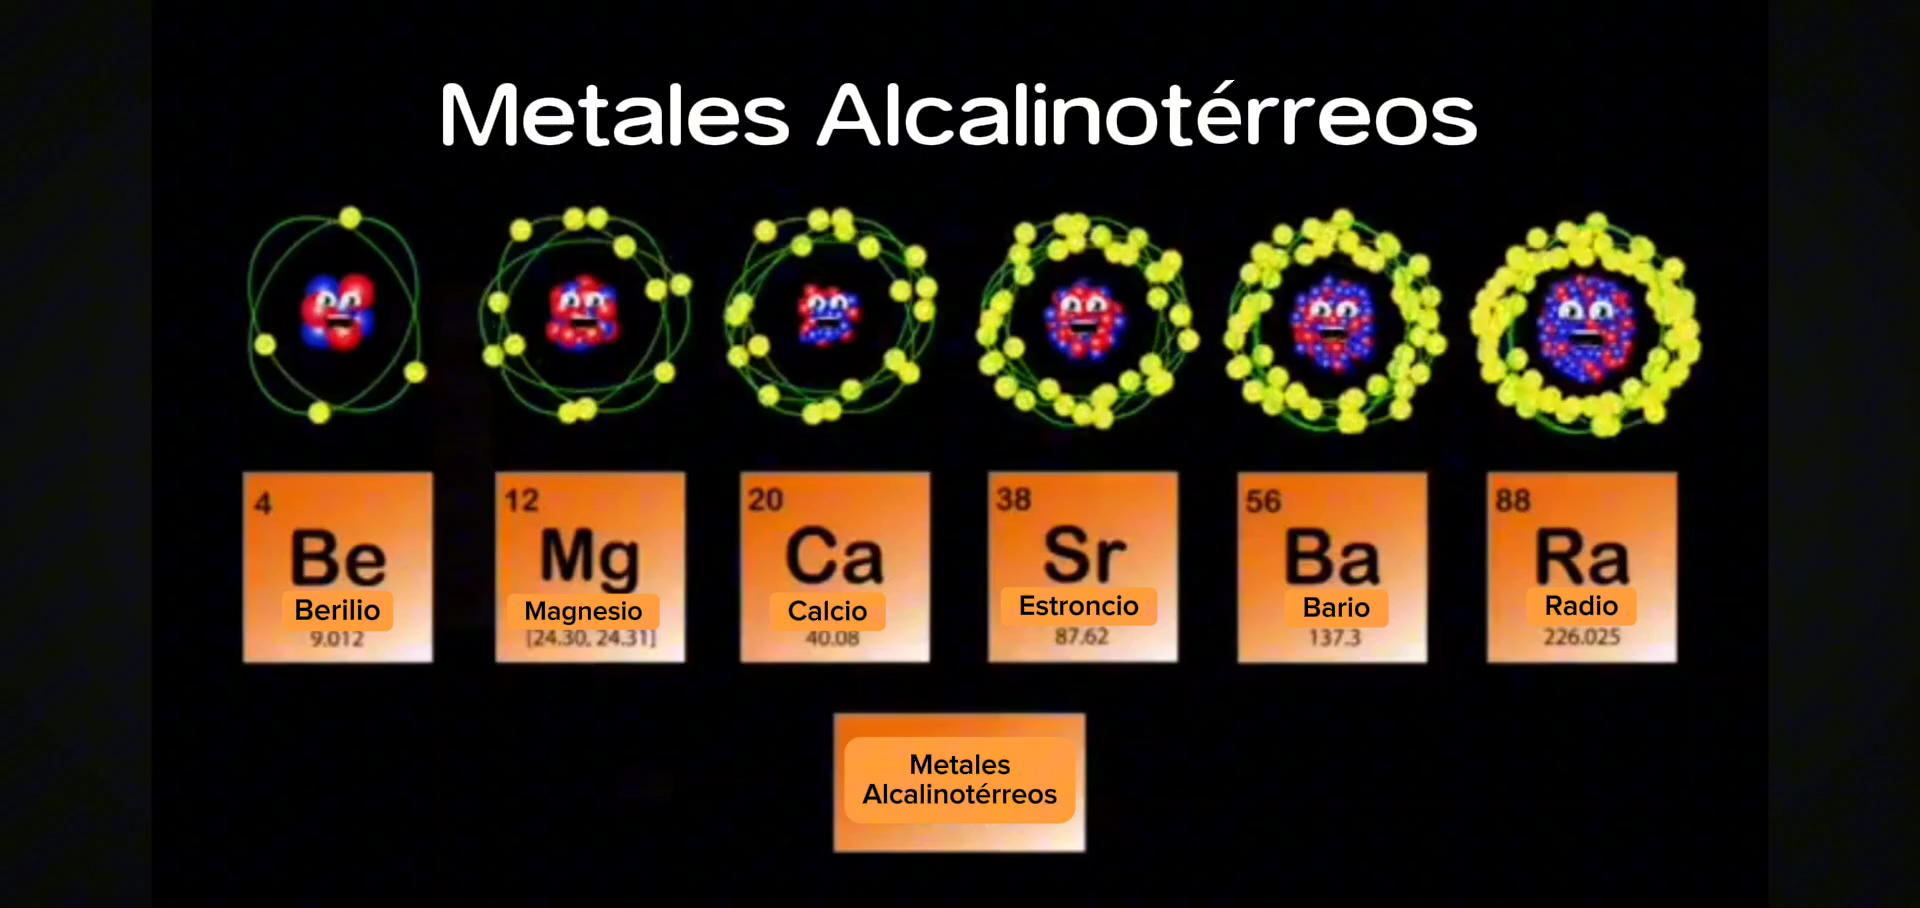 Metales Alcalinotérreos
4
Be
Berilio
9.012
12
Mg
Magnesio
[24.30, 24.31]
20
Ca
Calcio
40.08
38
Sr
Estroncio
87.62
56
Ba
Bario
137.3
88
Ra
Radio
226.025
Metales
Alcalinotérreos